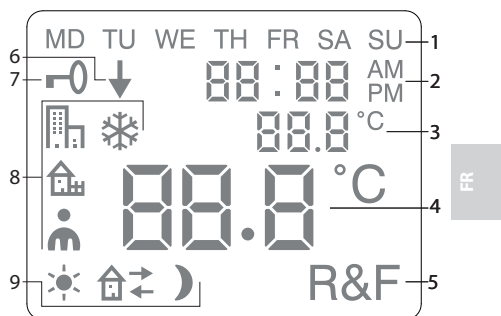 MD TU WE TH FR SA SU 1
6
7 88:88 AM PM 2
88.8 °C 3
8 88.8 °C 4
FR
9 R&F 5